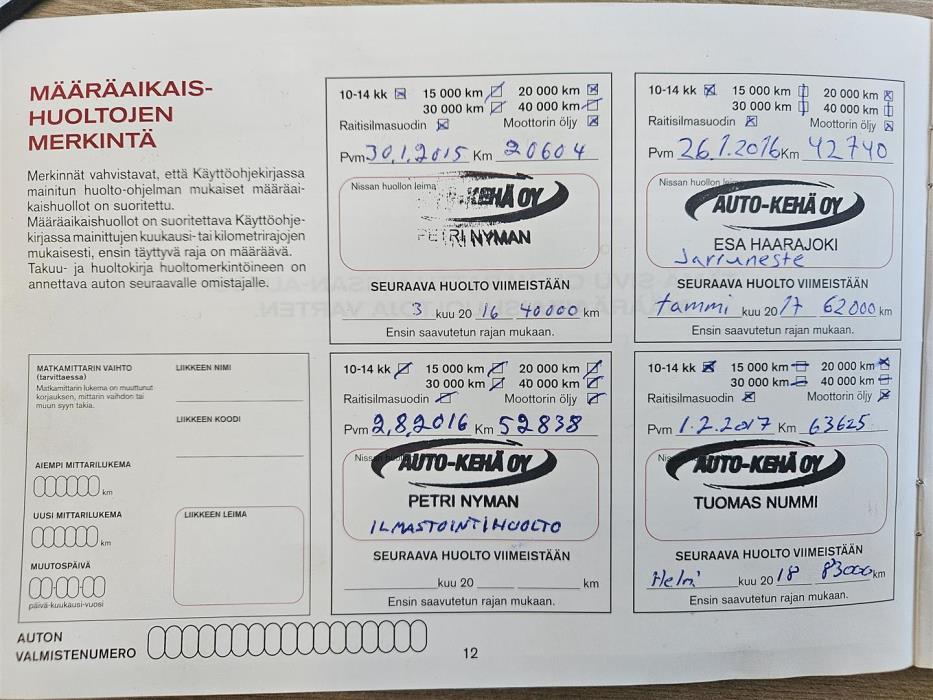 MÄÄRÄAIKAIS-
HUOLTOJEN
MERKINTÄ
Merkinnät vahvistavat, että Käyttöohjekirjassa
mainitun huolto-ohjelman mukaiset määräai-
kaishuollot on suoritettu.
Määräaikaishuollot on suoritettava Käyttöohje-
kirjassa mainittujen kuukausi- tai kilometrirajojen
mukaisesti, ensin täyttyvä raja on määräävä.
Takuu- ja huoltokirja huoltomerkintöineen on
annettava auton seuraavalle omistajalle.
10-14 kk 15 000 km 20 000 km
30 000 km 40 000 km
Raitisilmasuodin Moottorin öljy
Pvm 30.1.2015 Km 20604
Nissan huollon leima
KEHÄ OY
PETRI NYMAN
SEURAAVA HUOLTO VIIMEISTÄÄN
3 kuu 20 16 40000 km
Ensin saavutetun rajan mukaan.
10-14 kk 15 000 km 20 000 km
30 000 km 40 000 km
Raitisilmasuodin Moottorin öljy
Pvm 26.1.2016 Km 42740
Nissan huollon
AUTO-KEHÄ OY
ESA HAARAJOKI
Jariruneste
SEURAAVA HUOLTO VIIMEISTÄÄN
tammi kuu 20 17 62000 km
Ensin saavutetun rajan mukaan.
MATKAMITTARIN VAIHTO
(tarvittaessa)
Matkamittarin lukema on muuttunut
korjauksen, mittarin vaihdon tai
muun syyn takia.
LIIKKEEN NIMI
LIIKKEEN KOODI
AIEMPI MITTARILUKEMA
km
UUSI MITTARILUKEMA
km
MUUTOSPÄIVÄ
päivä-kuukausi-vuosi
LIIKKEEN LEIMA
10-14 kk 15 000 km 20 000 km
30 000 km 40 000 km
Raitisilmasuodin Moottorin öljy
Pvm 2.8.2016 Km 52838
Nissan
AUTO-KEHÄ OY
PETRI NYMAN
ILMASTOINTIHUOLTO
SEURAAVA HUOLTO VIIMEISTÄÄN
kuu 20 km
Ensin saavutetun rajan mukaan.
10-14 kk 15 000 km 20 000 km
30 000 km 40 000 km
Raitisilmasuodin Moottorin öljy
Pvm 1.2.2017 Km 63625
AUTO-KEHÄ OY
TUOMAS NUMMI
SEURAAVA HUOLTO VIIMEISTÄÄN
Helmi kuu 20 18 83000 km
Ensin saavutetun rajan mukaan.
AUTON
VALMISTENUMERO
12